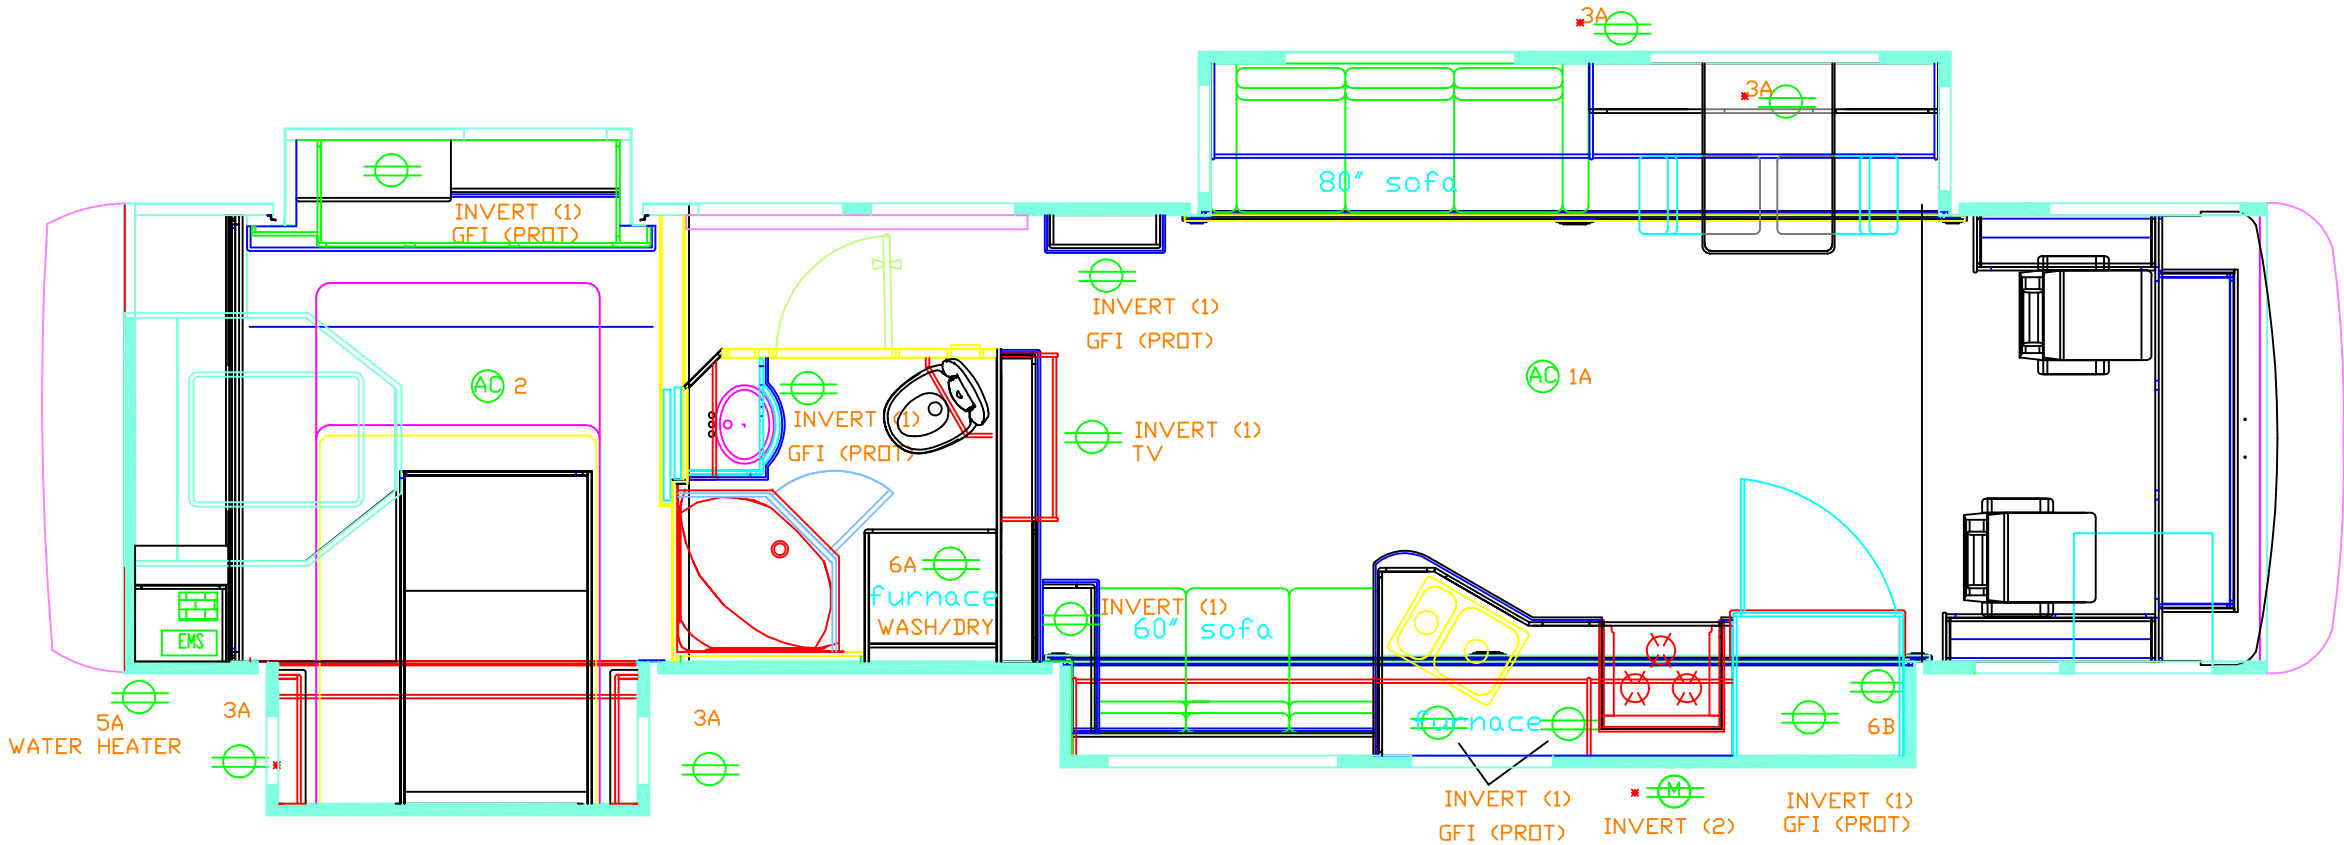 3A
3A
80" sofa
INVERT (1)
GFI (PROT)
INVERT (1)
GFI (PROT)
AC 2
AC 1A
INVERT (1)
GFI (PROT)
INVERT (1)
TV
6A
furnace
WASH/DRY
INVERT (1)
60" sofa
EMS
5A
WATER HEATER
3A
3A
furnace
6B
INVERT (1)
GFI (PROT)
M
INVERT (2)
INVERT (1)
GFI (PROT)